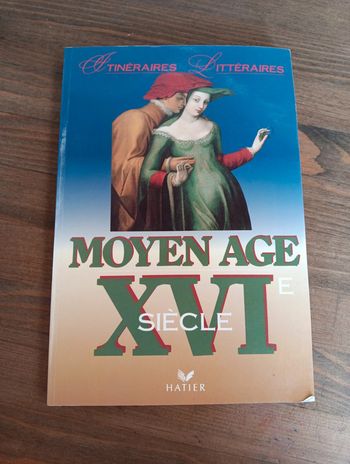 ITINÉRAIRES LITTÉRAIRES
MOYEN AGE
XVIE
SIÈCLE
HATIER